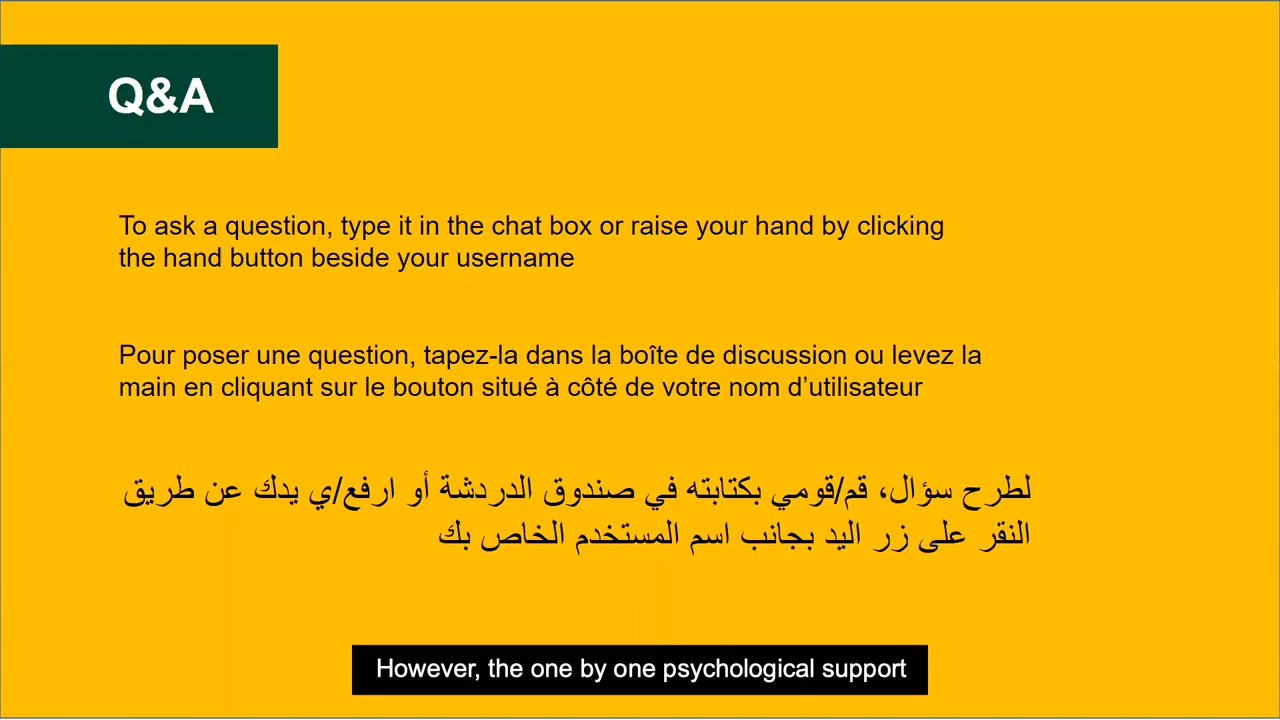 Q&A
To ask a question, type it in the chat box or raise your hand by clicking
the hand button beside your username
Pour poser une question, tapez-la dans la boîte de discussion ou levez la
main en cliquant sur le bouton situé à côté de votre nom d’utilisateur
لطرح سؤال، قم/قومي بكتابته في صندوق الدردشة أو ارفع/ي يدك عن طريق
النقر على زر اليد بجانب اسم المستخدم الخاص بك
However, the one by one psychological support